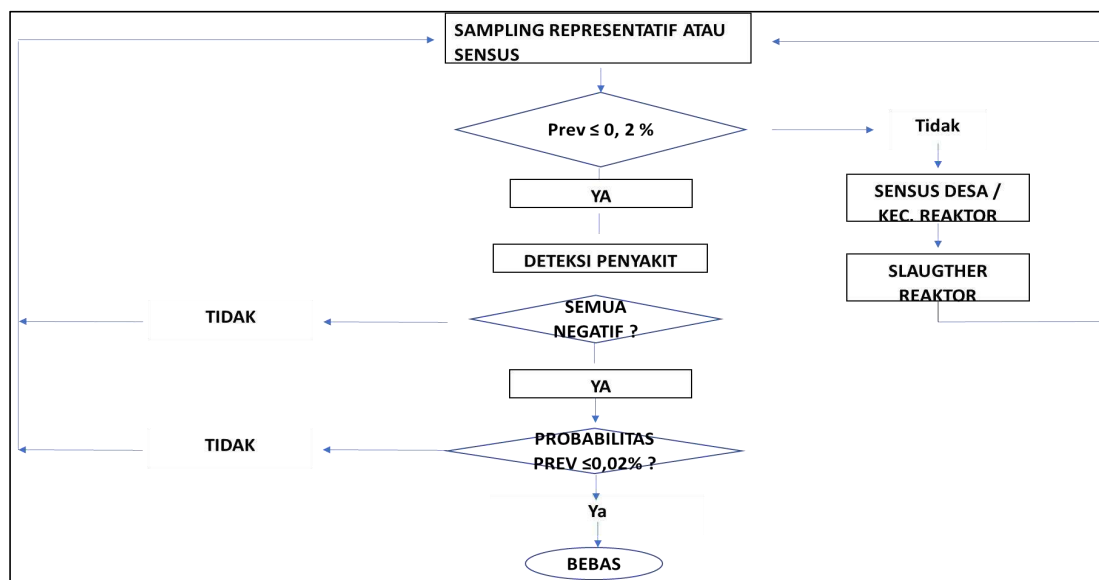 SAMPLING REPRESENTATIF ATAU
SENSUS
Prev ≤ 0, 2 %
Tidak
YA
SENSUS DESA /
KEC. REAKTOR
DETEKSI PENYAKIT
SLAUGTHER
REAKTOR
SEMUA
NEGATIF ?
TIDAK
YA
PROBABILITAS
PREV ≤0,02% ?
TIDAK
Ya
BEBAS